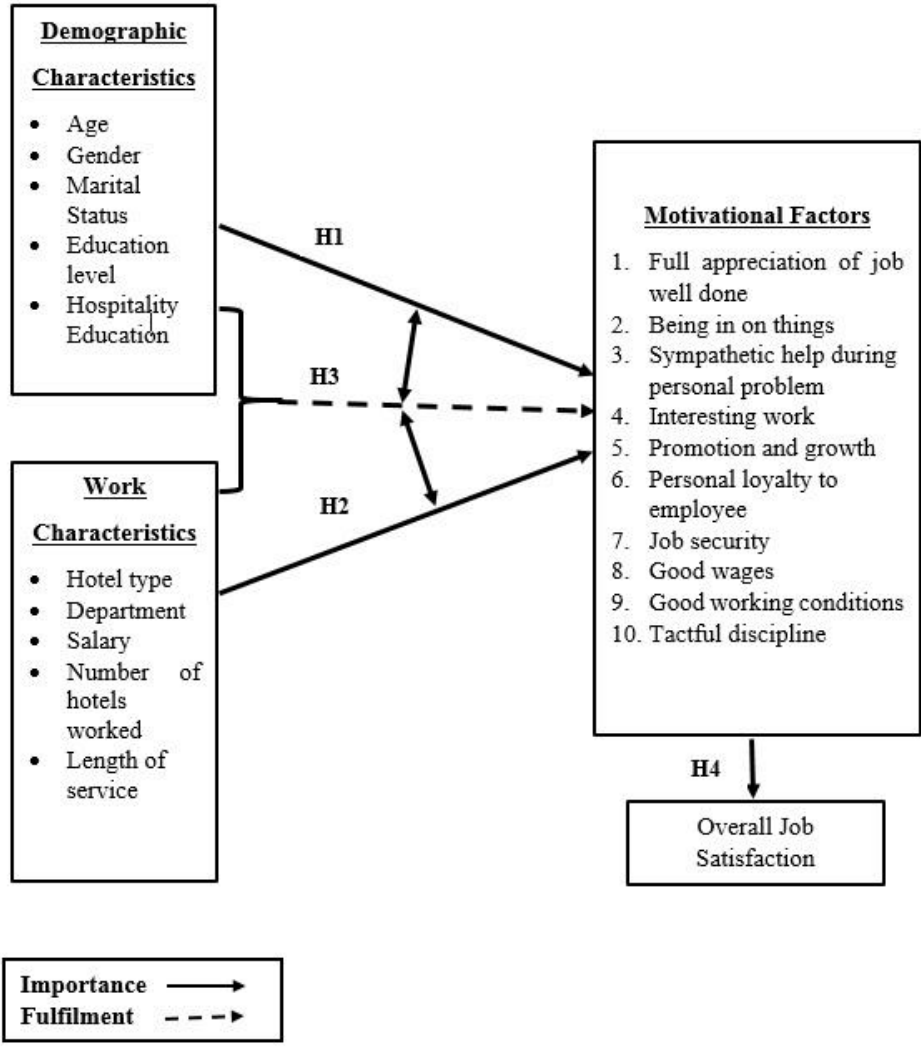 Demographic
Characteristics
• Age
• Gender
• Marital
Status
• Education
level
• Hospitality
Education
H1
H3
H2
Work
Characteristics
• Hotel type
• Department
• Salary
• Number of
hotels
worked
• Length of
service
Motivational Factors
1. Full appreciation of job
well done
2. Being in on things
3. Sympathetic help during
personal problem
4. Interesting work
5. Promotion and growth
6. Personal loyalty to
employee
7. Job security
8. Good wages
9. Good working conditions
10. Tactful discipline
H4
Overall Job
Satisfaction
Importance
Fulfilment